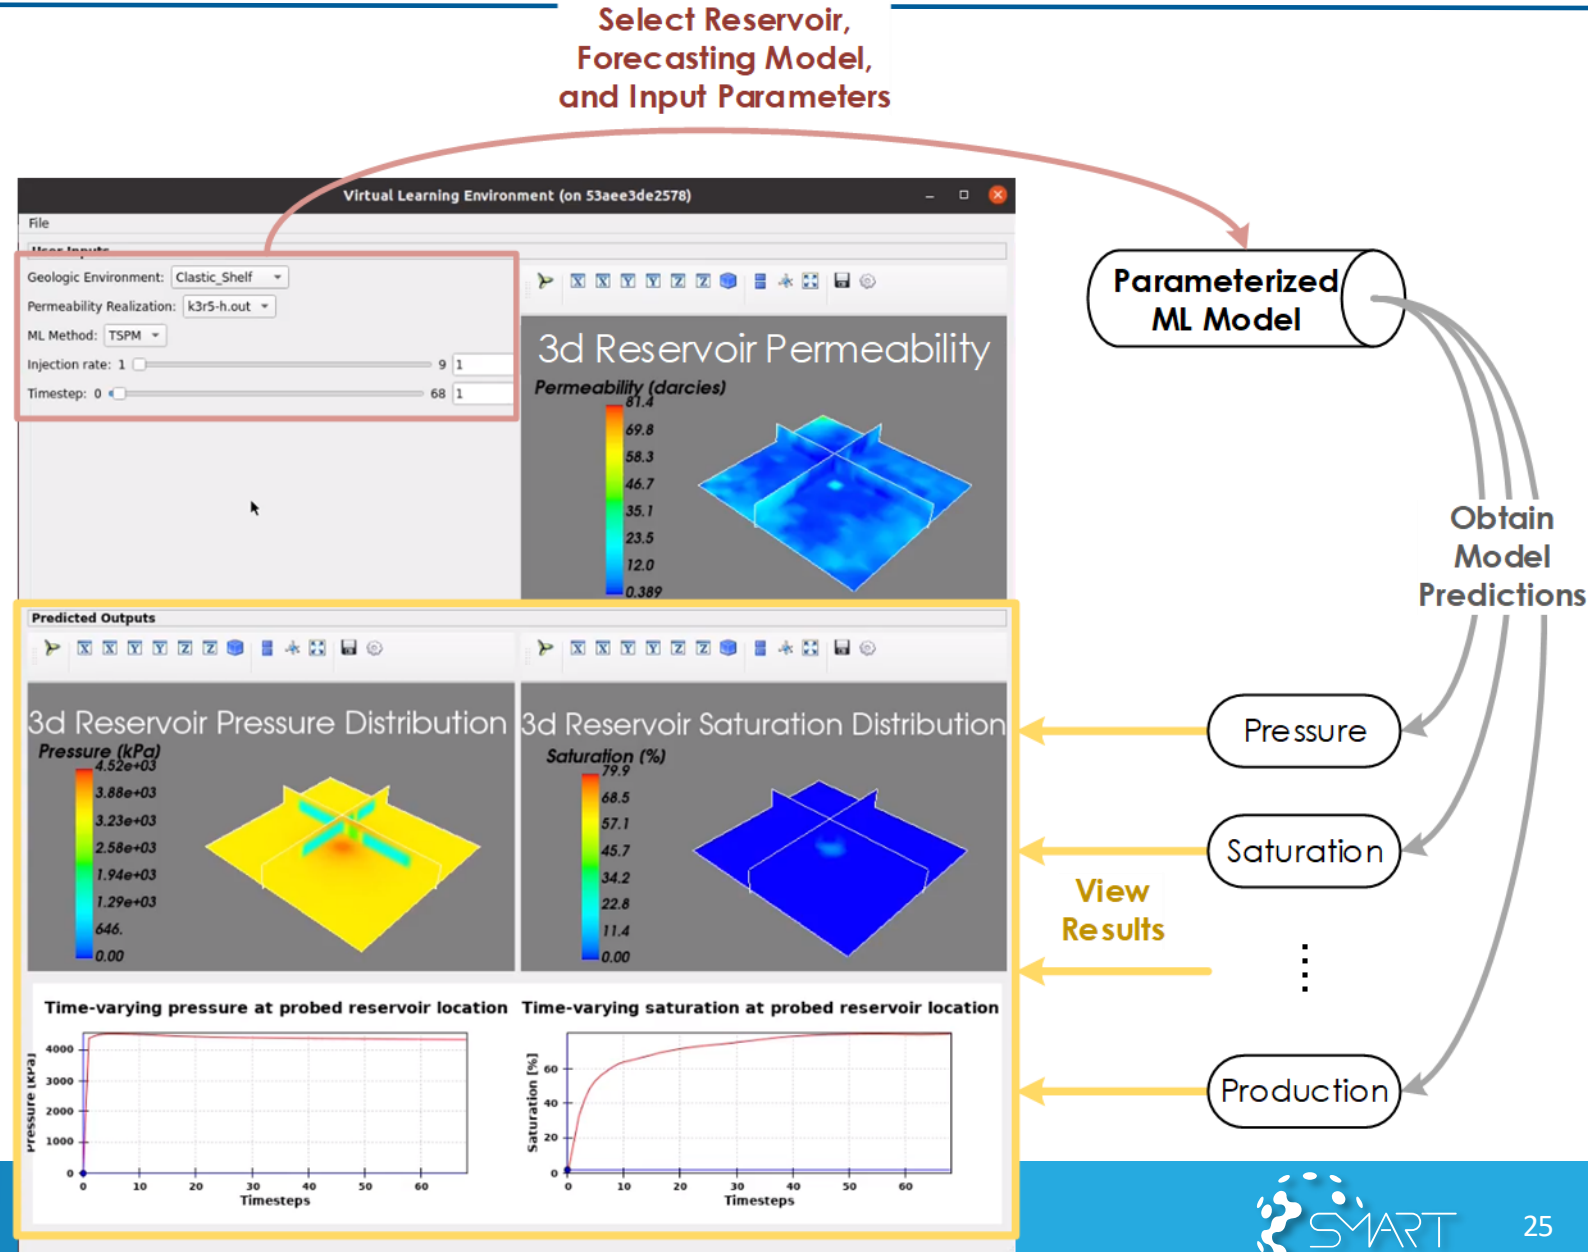 Select Reservoir,
Forecasting Model,
and Input Parameters
Virtual Learning Environment (on 53aee3de2578)
File
User Inputs
Geologic Environment: Clastic_Shelf
Permeability Realization: k3r5-h.out
ML Method: TSPM
Injection rate: 1 9 1
Timestep: 0 68 1
X X Y Y Z Z
3d Reservoir Permeability
Permeability (darcies)
81.4
69.8
58.3
46.7
35.1
23.5
12.0
0.389
Parameterized
ML Model
Obtain
Model
Predictions
Predicted Outputs
X X Y Y Z Z
X X Y Y Z Z
3d Reservoir Pressure Distribution
Pressure (kPa)
4.52e+03
3.88e+03
3.23e+03
2.58e+03
1.94e+03
1.29e+03
646.
0.00
3d Reservoir Saturation Distribution
Saturation (%)
79.9
68.5
57.1
45.7
34.2
22.8
11.4
0.00
Pressure
Saturation
View
Results
⋮
Production
Time-varying pressure at probed reservoir location
Pressure [kPa]
4000
3000
2000
1000
0
0 10 20 30 40 50 60
Timesteps
Time-varying saturation at probed reservoir location
Saturation [%]
60
40
20
0
0 10 20 30 40 50 60
Timesteps
SMART
25